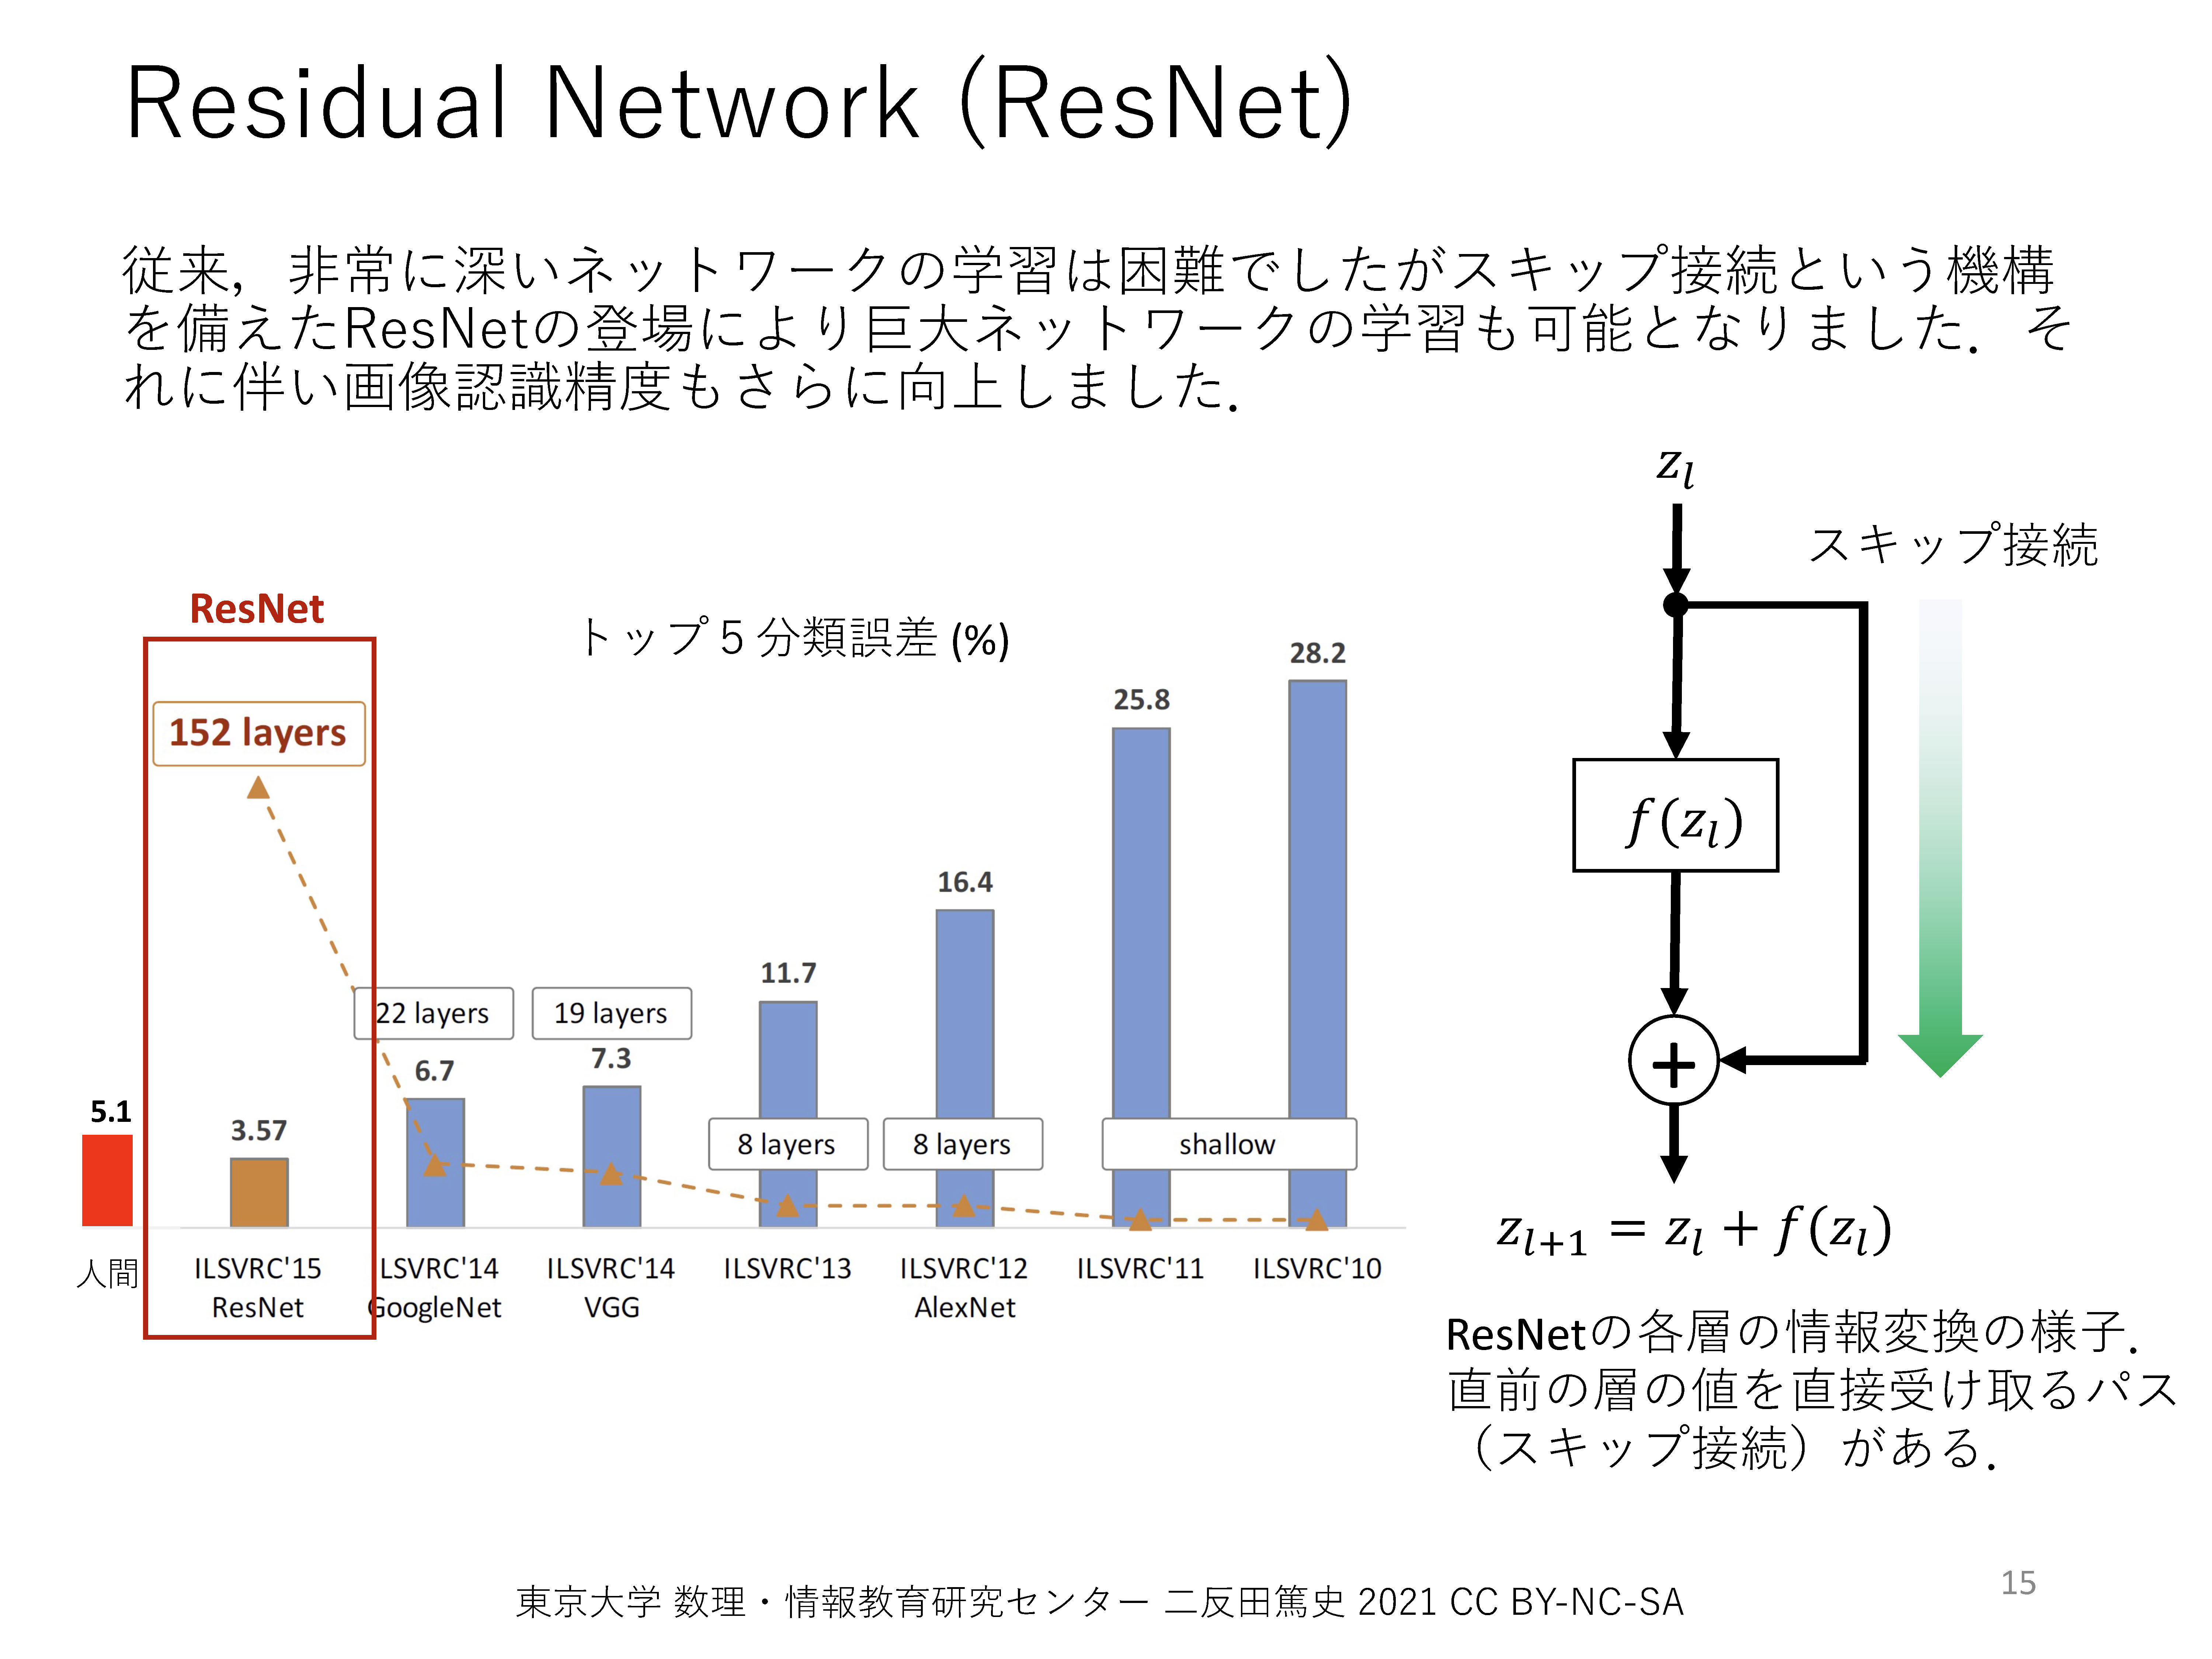 Residual Network (ResNet)
従来，非常に深いネットワークの学習は困難でしたがスキップ接続という機構
を備えたResNetの登場により巨大ネットワークの学習も可能となりました．そ
れに伴い画像認識精度もさらに向上しました．
ResNet
トップ5分類誤差 (%)
152 layers
22 layers
19 layers
8 layers
8 layers
shallow
5.1
3.57
6.7
7.3
11.7
16.4
25.8
28.2
人間
ILSVRC'15
ResNet
LSVRC'14
GoogleNet
ILSVRC'14
VGG
ILSVRC'13
ILSVRC'12
AlexNet
ILSVRC'11
ILSVRC'10
z_l
スキップ接続
f(z_l)
+
z_{l+1} = z_l + f(z_l)
ResNetの各層の情報変換の様子．
直前の層の値を直接受け取るパス
（スキップ接続）がある．
東京大学 数理・情報教育研究センター 二反田篤史 2021 CC BY-NC-SA
15